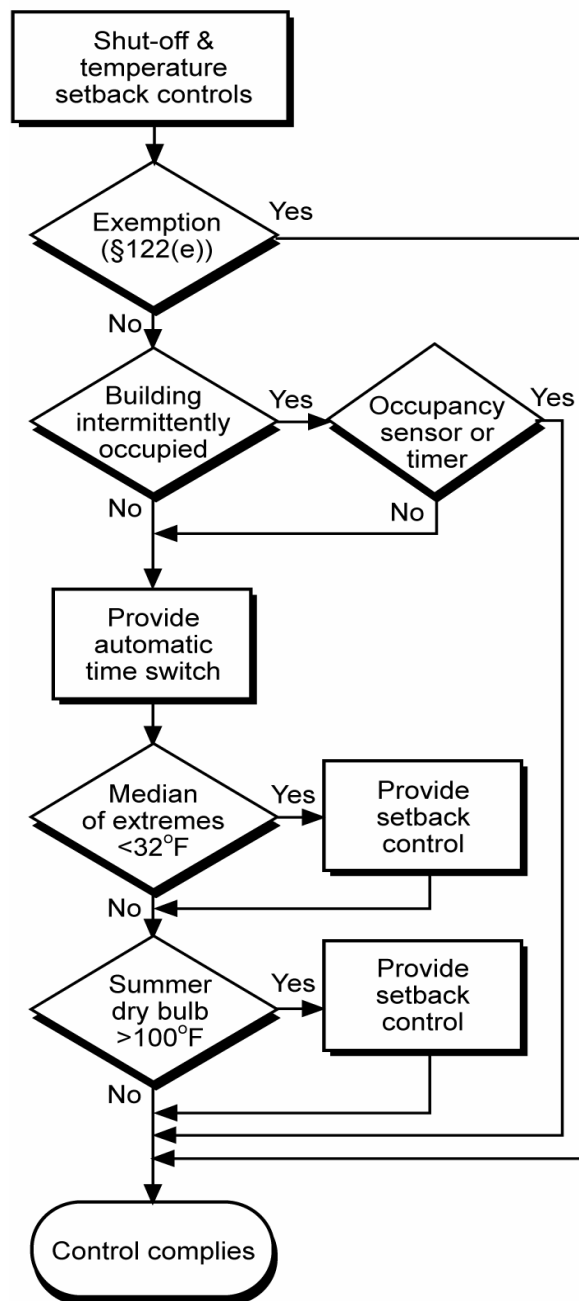 Shut-off &
temperature
setback controls
Exemption
(§122(e))
Yes
No
Building
intermittently
occupied
Yes
Occupancy
sensor or
timer
Yes
No
No
Provide
automatic
time switch
Median
of extremes
<32°F
Yes
Provide
setback
control
No
Summer
dry bulb
>100°F
Yes
Provide
setback
control
No
Control complies